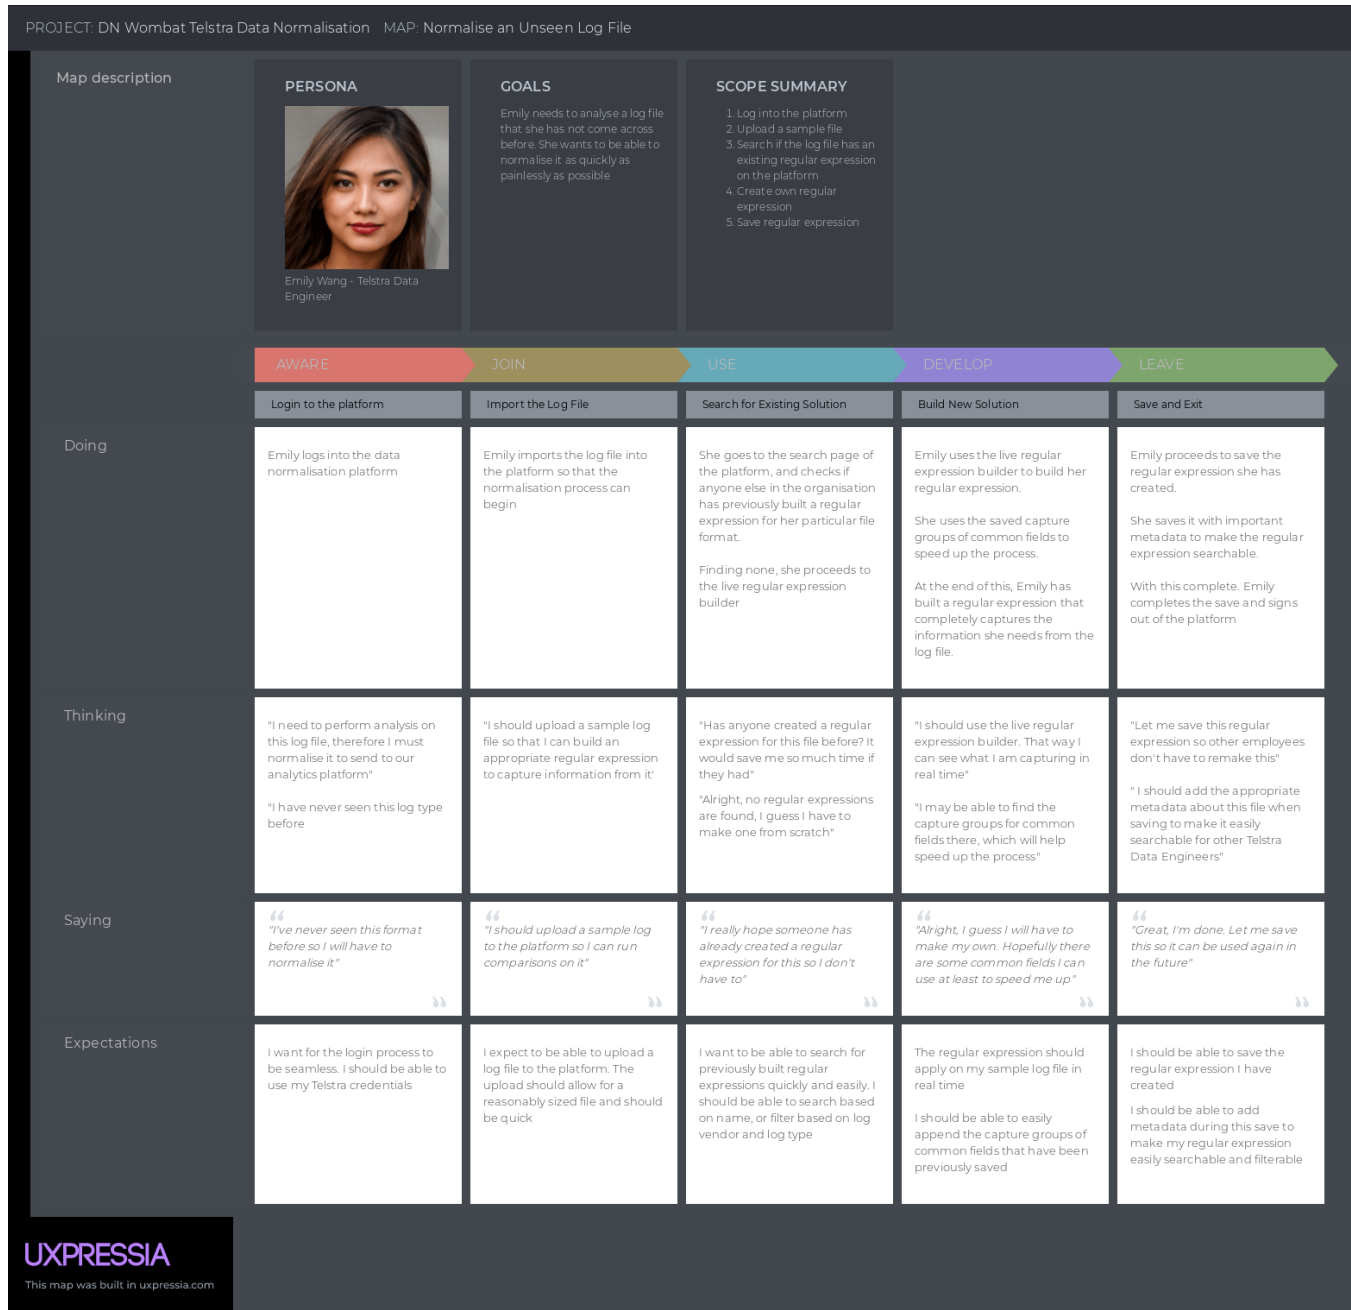 PROJECT: DN Wombat Telstra Data Normalisation MAP: Normalise an Unseen Log File
Map description
PERSONA
Emily Wang - Telstra Data
Engineer
GOALS
Emily needs to analyse a log file
that she has not come across
before. She wants to be able to
normalise it as quickly as
painlessly as possible
SCOPE SUMMARY
1. Log into the platform
2. Upload a sample file
3. Search if the log file has an
existing regular expression
on the platform
4. Create own regular
expression
5. Save regular expression
AWARE
JOIN
USE
DEVELOP
LEAVE
Login to the platform
Import the Log File
Search for Existing Solution
Build New Solution
Save and Exit
Doing
Emily logs into the data
normalisation platform
Emily imports the log file into
the platform so that the
normalisation process can
begin
She goes to the search page of
the platform, and checks if
anyone else in the organisation
has previously built a regular
expression for her particular file
format.
Finding none, she proceeds to
the live regular expression
builder
Emily uses the live regular
expression builder to build her
regular expression.
She uses the saved capture
groups of common fields to
speed up the process.
At the end of this, Emily has
built a regular expression that
completely captures the
information she needs from the
log file.
Emily proceeds to save the
regular expression she has
created.
She saves it with important
metadata to make the regular
expression searchable.
With this complete. Emily
completes the save and signs
out of the platform
Thinking
"I need to perform analysis on
this log file, therefore I must
normalise it to send to our
analytics platform"
"I have never seen this log type
before
"I should upload a sample log
file so that I can build an
appropriate regular expression
to capture information from it'
"Has anyone created a regular
expression for this file before? It
would save me so much time if
they had"
"Alright, no regular expressions
are found, I guess I have to
make one from scratch"
"I should use the live regular
expression builder. That way I
can see what I am capturing in
real time"
"I may be able to find the
capture groups for common
fields there, which will help
speed up the process"
"Let me save this regular
expression so other employees
don't have to remake this"
" I should add the appropriate
metadata about this file when
saving to make it easily
searchable for other Telstra
Data Engineers"
Saying
"I've never seen this format
before so I will have to
normalise it"
"I should upload a sample log
to the platform so I can run
comparisons on it"
"I really hope someone has
already created a regular
expression for this so I don't
have to"
"Alright, I guess I will have to
make my own. Hopefully there
are some common fields I can
use at least to speed me up"
"Great, I'm done. Let me save
this so it can be used again in
the future"
Expectations
I want for the login process to
be seamless. I should be able to
use my Telstra credentials
I expect to be able to upload a
log file to the platform. The
upload should allow for a
reasonably sized file and should
be quick
I want to be able to search for
previously built regular
expressions quickly and easily. I
should be able to search based
on name, or filter based on log
vendor and log type
The regular expression should
apply on my sample log file in
real time
I should be able to easily
append the capture groups of
common fields that have been
previously saved
I should be able to save the
regular expression I have
created
I should be able to add
metadata during this save to
make my regular expression
easily searchable and filterable
UXPRESSIA
This map was built in uxpressia.com